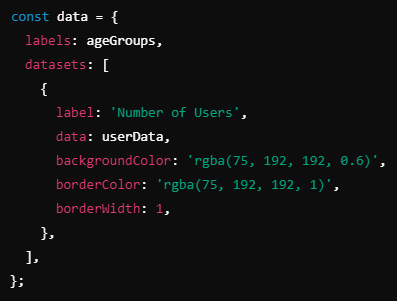 const data = {
  labels: ageGroups,
  datasets: [
    {
      label: 'Number of Users',
      data: userData,
      backgroundColor: 'rgba(75, 192, 192, 0.6)',
      borderColor: 'rgba(75, 192, 192, 1)',
      borderWidth: 1,
    },
  ],
};